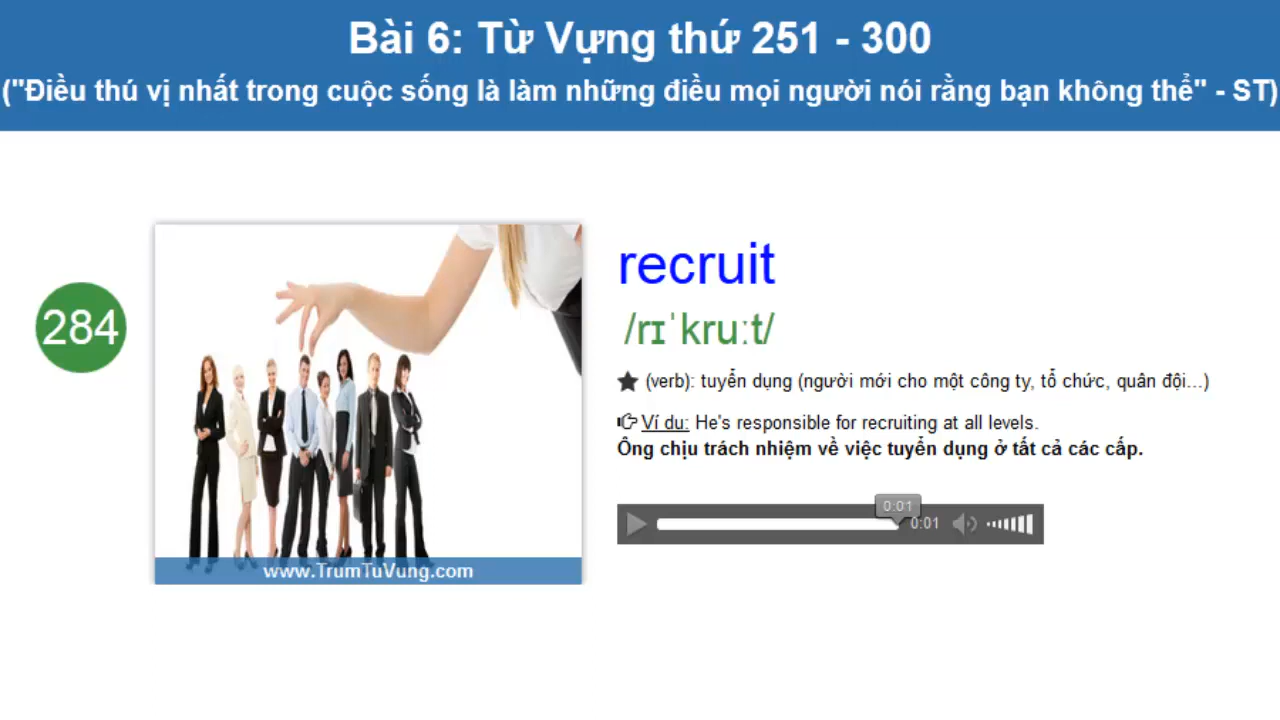 Bài 6: Từ Vựng thứ 251 - 300
("Điều thú vị nhất trong cuộc sống là làm những điều mọi người nói rằng bạn không thể" - ST)
284
www.TrumTuVung.com
recruit
/rɪˈkruːt/
(verb): tuyển dụng (người mới cho một công ty, tổ chức, quân đội...)
Ví dụ: He's responsible for recruiting at all levels.
Ông chịu trách nhiệm về việc tuyển dụng ở tất cả các cấp.
0:01
0:01